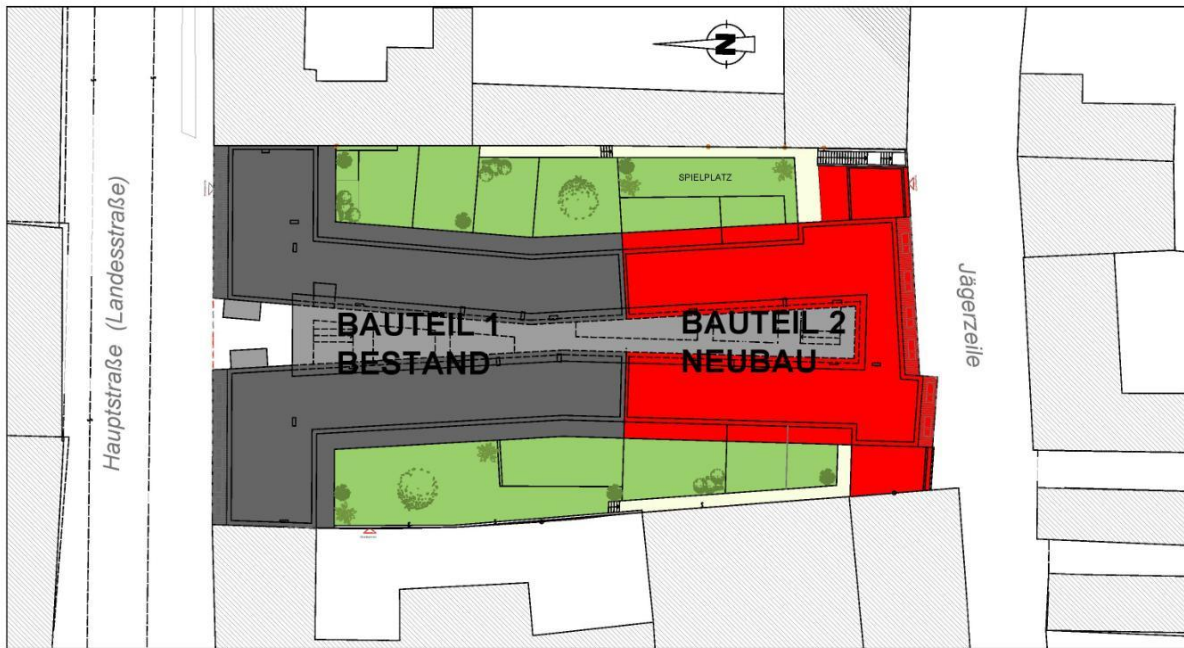 N
SPIELPLATZ
Hauptstraße (Landesstraße)
BAUTEIL 1
BESTAND
BAUTEIL 2
NEUBAU
Jägerzeile